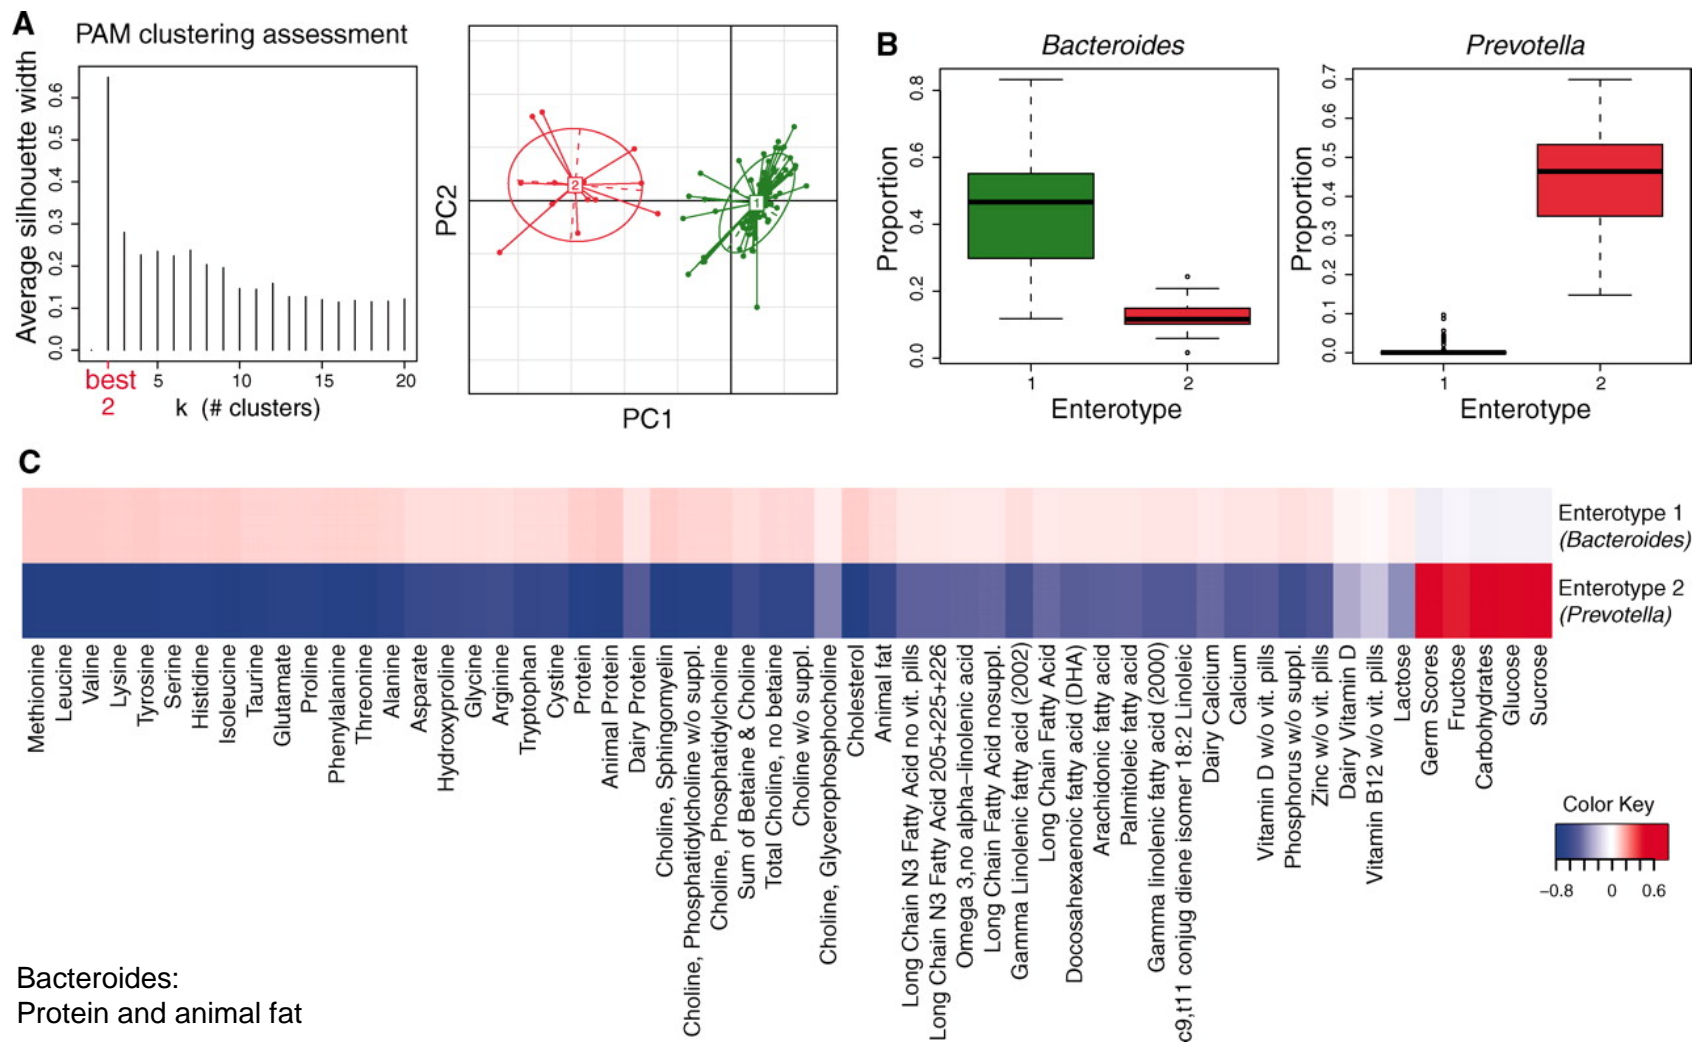 A
PAM clustering assessment
Average silhouette width
0.0
0.1
0.2
0.3
0.4
0.5
0.6
best
2
5
10
15
20
k (# clusters)
PC2
2
1
PC1
B
Bacteroides
Proportion
0.0
0.2
0.4
0.6
0.8
1
2
Enterotype
Prevotella
Proportion
0.0
0.1
0.2
0.3
0.4
0.5
0.6
0.7
1
2
Enterotype
C
Enterotype 1
(Bacteroides)
Enterotype 2
(Prevotella)
Methionine
Leucine
Valine
Lysine
Tyrosine
Serine
Histidine
Isoleucine
Taurine
Glutamate
Proline
Phenylalanine
Threonine
Alanine
Asparate
Hydroxyproline
Glycine
Arginine
Tryptophan
Cystine
Protein
Animal Protein
Dairy Protein
Choline, Sphingomyelin
Choline, Phosphatidylcholine w/o suppl.
Choline, Phosphatidylcholine
Sum of Betaine & Choline
Total Choline, no betaine
Choline w/o suppl.
Choline, Glycerophosphocholine
Cholesterol
Animal fat
Long Chain N3 Fatty Acid no vit. pills
Long Chain N3 Fatty Acid 205+225+226
Omega 3,no alpha−linolenic acid
Long Chain Fatty Acid nosuppl.
Gamma Linolenic fatty acid (2002)
Long Chain Fatty Acid
Docosahexaenoic fatty acid (DHA)
Arachidonic fatty acid
Palmitoleic fatty acid
Gamma linolenic fatty acid (2000)
c9,t11 conjug diene isomer 18:2 Linoleic
Dairy Calcium
Calcium
Vitamin D w/o vit. pills
Phosphorus w/o suppl.
Zinc w/o vit. pills
Dairy Vitamin D
Vitamin B12 w/o vit. pills
Lactose
Germ Scores
Fructose
Carbohydrates
Glucose
Sucrose
Color Key
−0.8
0
0.6
Bacteroides:
Protein and animal fat